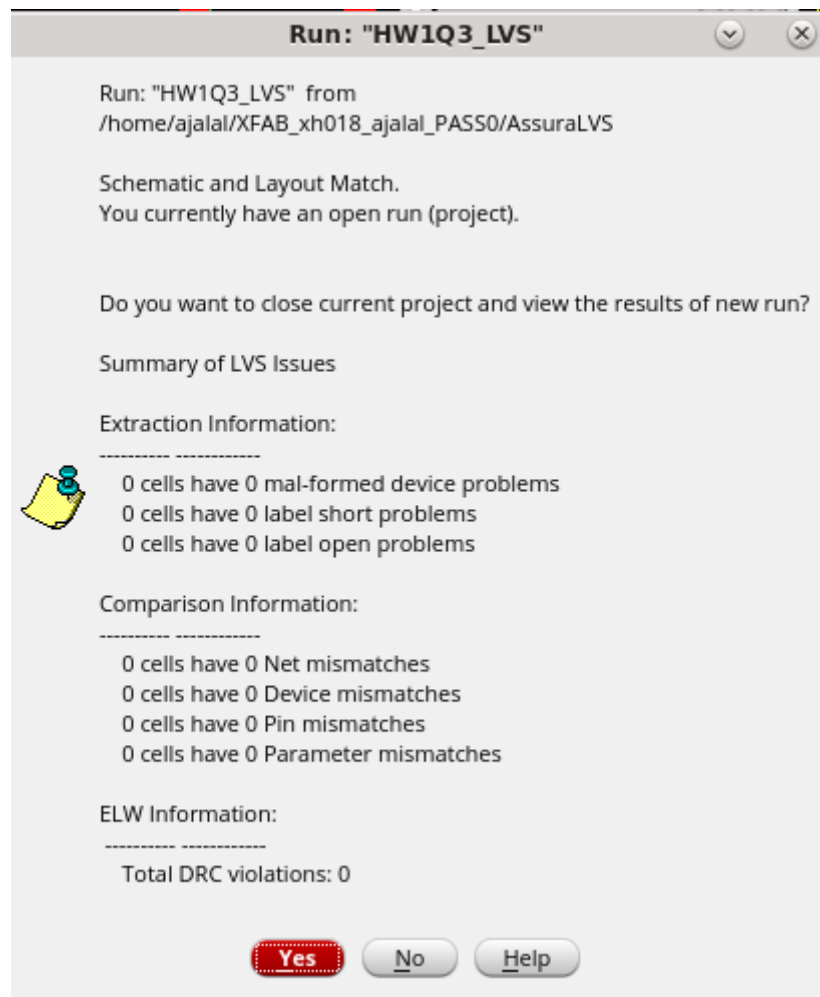 Run: "HW1Q3_LVS"
Run: "HW1Q3_LVS" from
/home/ajalal/XFAB_xh018_ajalal_PASS0/AssuraLVS
Schematic and Layout Match.
You currently have an open run (project).
Do you want to close current project and view the results of new run?
Summary of LVS Issues
Extraction Information:
---------- ------------
0 cells have 0 mal-formed device problems
0 cells have 0 label short problems
0 cells have 0 label open problems
Comparison Information:
---------- ------------
0 cells have 0 Net mismatches
0 cells have 0 Device mismatches
0 cells have 0 Pin mismatches
0 cells have 0 Parameter mismatches
ELW Information:
---------- ------------
Total DRC violations: 0
Yes No Help